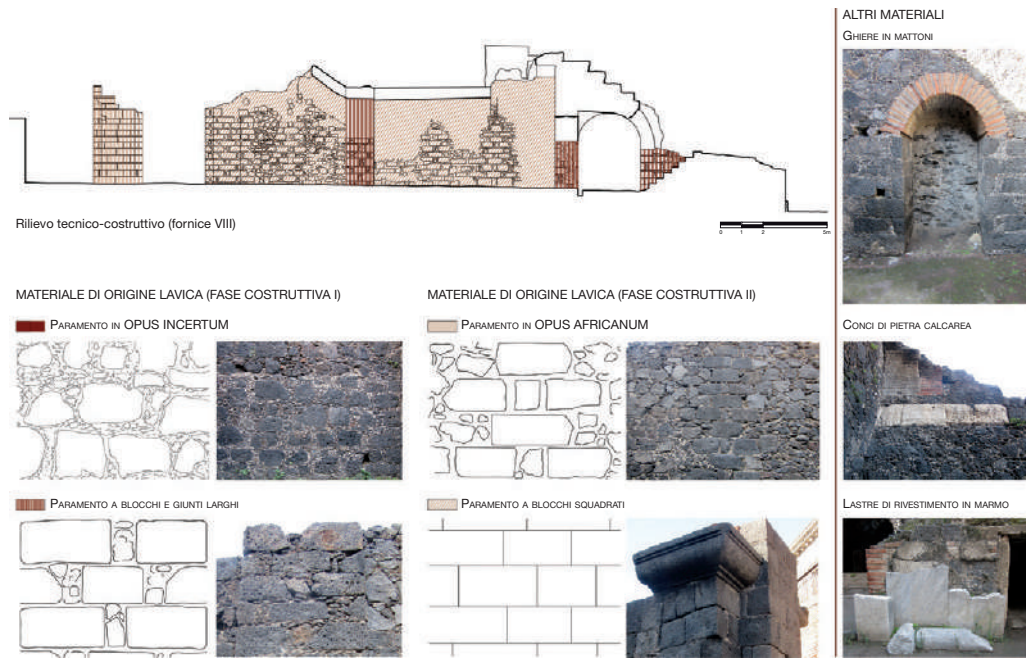 Rilievo tecnico-costruttivo (fornice VIII)
0 1 2 5m
MATERIALE DI ORIGINE LAVICA (FASE COSTRUTTIVA I)
PARAMENTO IN OPUS INCERTUM
PARAMENTO A BLOCCHI E GIUNTI LARGHI
MATERIALE DI ORIGINE LAVICA (FASE COSTRUTTIVA II)
PARAMENTO IN OPUS AFRICANUM
PARAMENTO A BLOCCHI SQUADRATI
ALTRI MATERIALI
GHIERE IN MATTONI
CONCI DI PIETRA CALCAREA
LASTRE DI RIVESTIMENTO IN MARMO